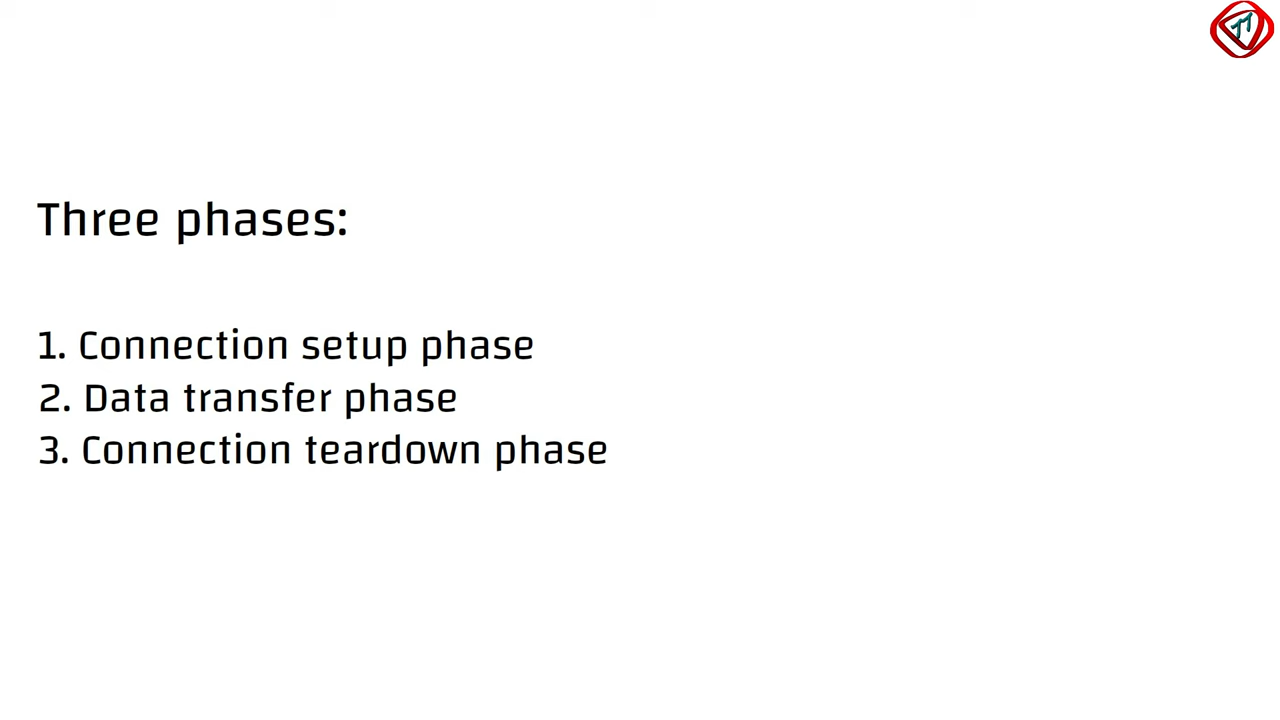 Three phases:
1. Connection setup phase
2. Data transfer phase
3. Connection teardown phase